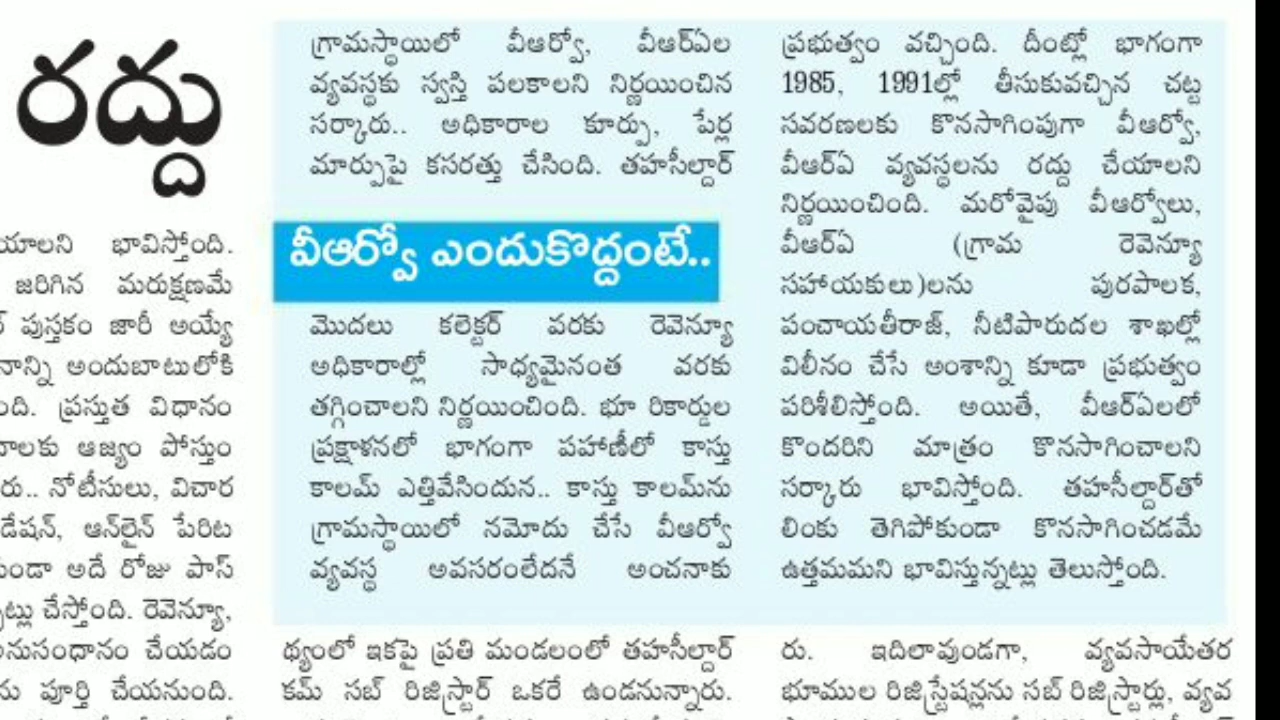 రద్దు
యాలని భావిస్తోంది.
జరిగిన మరుక్షణమే
పుస్తకం జారీ అయ్యే
అందుబాటులోకి
ప్రస్తుత విధానం
ఆజ్యం పోస్తుం
నోటీసులు, విచార
ఆన్‌లైన్ పేరిట
అదే రోజు పాస్
చేస్తోంది. రెవెన్యూ,
చేయడం
పూర్తి చేయనుంది.
గ్రామస్థాయిలో వీఆర్వో, వీఆర్ఏల
వ్యవస్థకు స్వస్తి పలకాలని నిర్ణయించిన
సర్కారు.. అధికారాల కూర్పు, పేర్ల
మార్పుపై కసరత్తు చేసింది. తహసీల్దార్
వీఆర్వో ఎందుకొద్దంటే..
మొదలు కలెక్టర్ వరకు రెవెన్యూ
అధికారాల్లో సాధ్యమైనంత వరకు
తగ్గించాలని నిర్ణయించింది. భూ రికార్డుల
ప్రక్షాళనలో భాగంగా పహాణీలో కాస్తు
కాలమ్ ఎత్తివేసిందున.. కాస్తు కాలమ్‌ను
గ్రామస్థాయిలో నమోదు చేసే వీఆర్వో
వ్యవస్థ అవసరంలేదనే అంచనాకు
ప్రభుత్వం వచ్చింది. దీంట్లో భాగంగా
1985, 1991ల్లో తీసుకువచ్చిన చట్ట
సవరణలకు కొనసాగింపుగా వీఆర్వో,
వీఆర్ఏ వ్యవస్థలను రద్దు చేయాలని
నిర్ణయించింది. మరోవైపు వీఆర్వోలు,
వీఆర్ఏ (గ్రామ రెవెన్యూ
సహాయకులు)లను పురపాలక,
పంచాయతీరాజ్, నీటిపారుదల శాఖల్లో
విలీనం చేసే అంశాన్ని కూడా ప్రభుత్వం
పరిశీలిస్తోంది. అయితే, వీఆర్ఏలలో
కొందరిని మాత్రం కొనసాగించాలని
సర్కారు భావిస్తోంది. తహసీల్దార్‌తో
లింకు తెగిపోకుండా కొనసాగించడమే
ఉత్తమమని భావిస్తున్నట్లు తెలుస్తోంది.
థ్యంలో ఇకపై ప్రతి మండలంలో తహసీల్దార్
కమ్ సబ్ రిజిస్ట్రార్ ఒకరే ఉండనున్నారు.
రు. ఇదిలావుండగా, వ్యవసాయేతర
భూముల రిజిస్ట్రేషన్లను సబ్ రిజిస్ట్రార్లు, వ్యవ